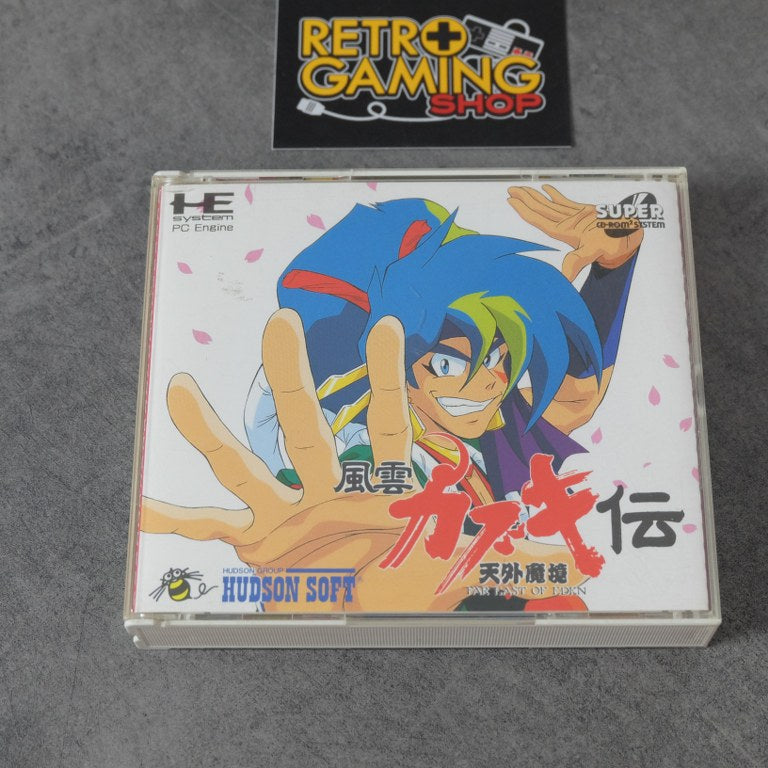 RETRO
GAMING
SHOP
HE
system
PC Engine
SUPER
CD-ROM² SYSTEM
風雲
カブキ伝
天外魔境
FAR EAST OF EDEN
HUDSON GROUP
HUDSON SOFT®